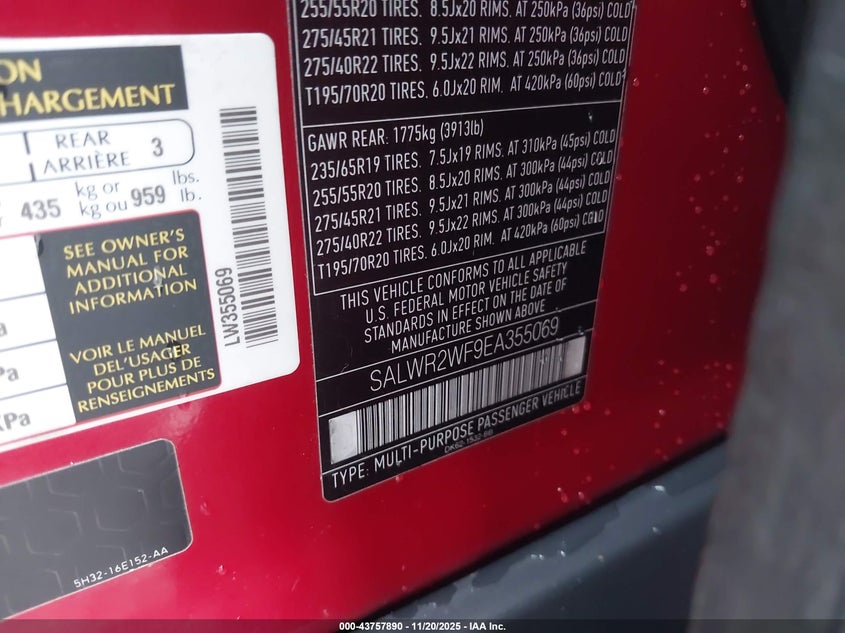 ON
HARGEMENT
REAR
ARRIÈRE 3
435 kg or
kg ou 959 lbs.
lb.
SEE OWNER'S
MANUAL FOR
ADDITIONAL
INFORMATION
VOIR LE MANUEL
DEL'USAGER
POUR PLUS DE
RENSEIGNEMENTS
a
Pa
Pa
LW355069
5H32-16E152-AA
255/55R20 TIRES. 8.5Jx20 RIMS. AT 250kPA (36psi) COLD
275/45R21 TIRES. 9.5Jx21 RIMS. AT 250kPA (36psi) COLD
275/40R22 TIRES. 9.5Jx22 RIMS. AT 250kPA (36psi) COLD
T195/70R20 TIRES. 6.0Jx20 RIM. AT 420kPA (60psi) COLD
GAWR REAR: 1775kg (3913lb)
235/65R19 TIRES. 7.5Jx19 RIMS. AT 310kPA (45psi) COLD
255/55R20 TIRES. 8.5Jx20 RIMS. AT 300kPA (44psi) COLD
275/45R21 TIRES. 9.5Jx21 RIMS. AT 300kPA (44psi) COLD
275/40R22 TIRES. 9.5Jx22 RIMS. AT 300kPA (44psi) COLD
T195/70R20 TIRES. 6.0Jx20 RIM. AT 420kPA (60psi) COLD
THIS VEHICLE CONFORMS TO ALL APPLICABLE
U.S. FEDERAL MOTOR VEHICLE SAFETY
STANDARDS IN EFFECT ON THE DATE OF
MANUFACTURE SHOWN ABOVE
SALWR2WF9EA355069
TYPE: MULTI-PURPOSE PASSENGER VEHICLE
DK62-1532-BB
000-43757890 - 11/20/2025 - IAA Inc.